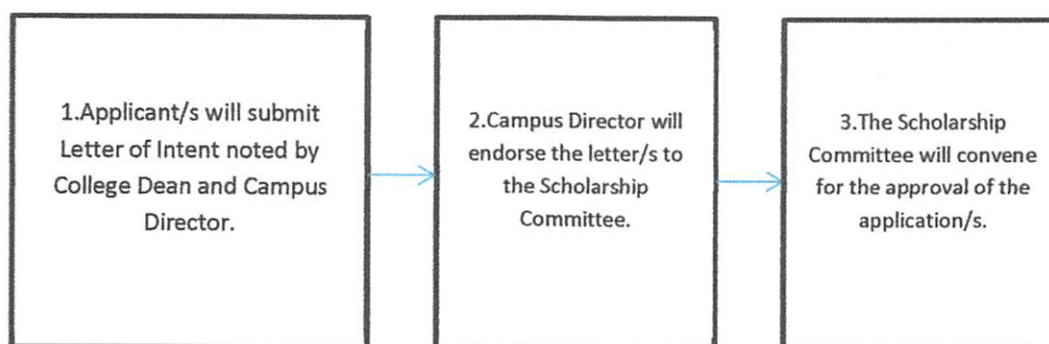 1.Applicant/s will submit
Letter of Intent noted by
College Dean and Campus
Director.
2.Campus Director will
endorse the letter/s to
the Scholarship
Committee.
3.The Scholarship
Committee will convene
for the approval of the
application/s.